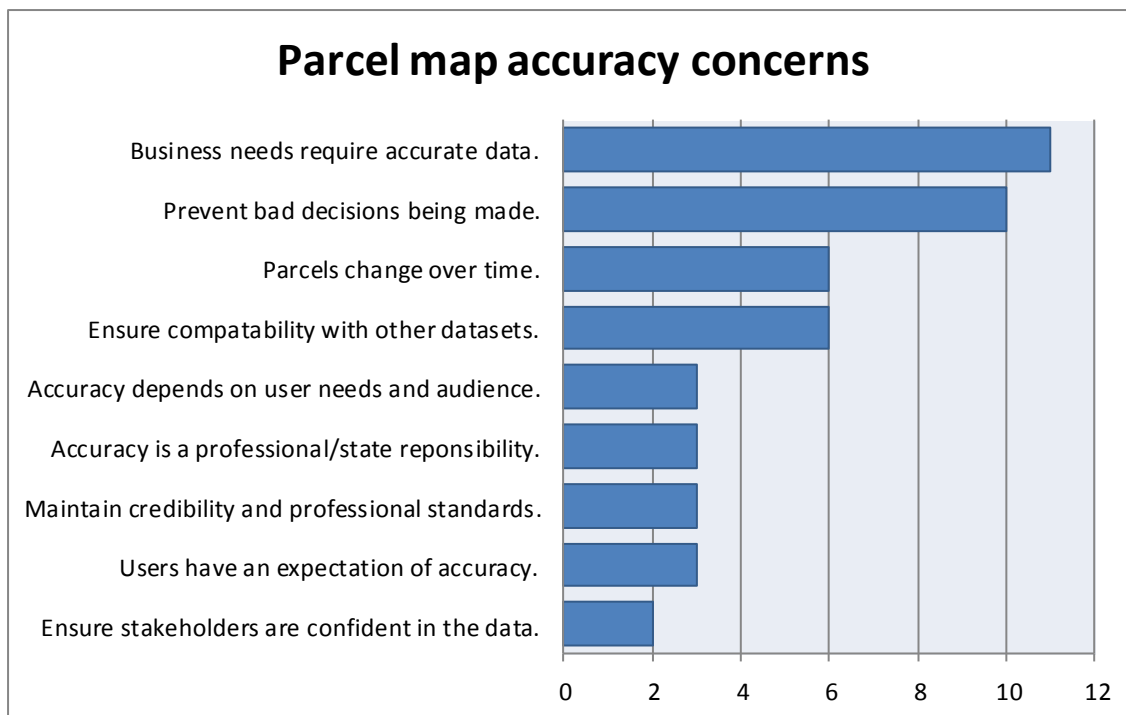 Parcel map accuracy concerns
Business needs require accurate data.
Prevent bad decisions being made.
Parcels change over time.
Ensure compatability with other datasets.
Accuracy depends on user needs and audience.
Accuracy is a professional/state reponsibility.
Maintain credibility and professional standards.
Users have an expectation of accuracy.
Ensure stakeholders are confident in the data.
0 2 4 6 8 10 12